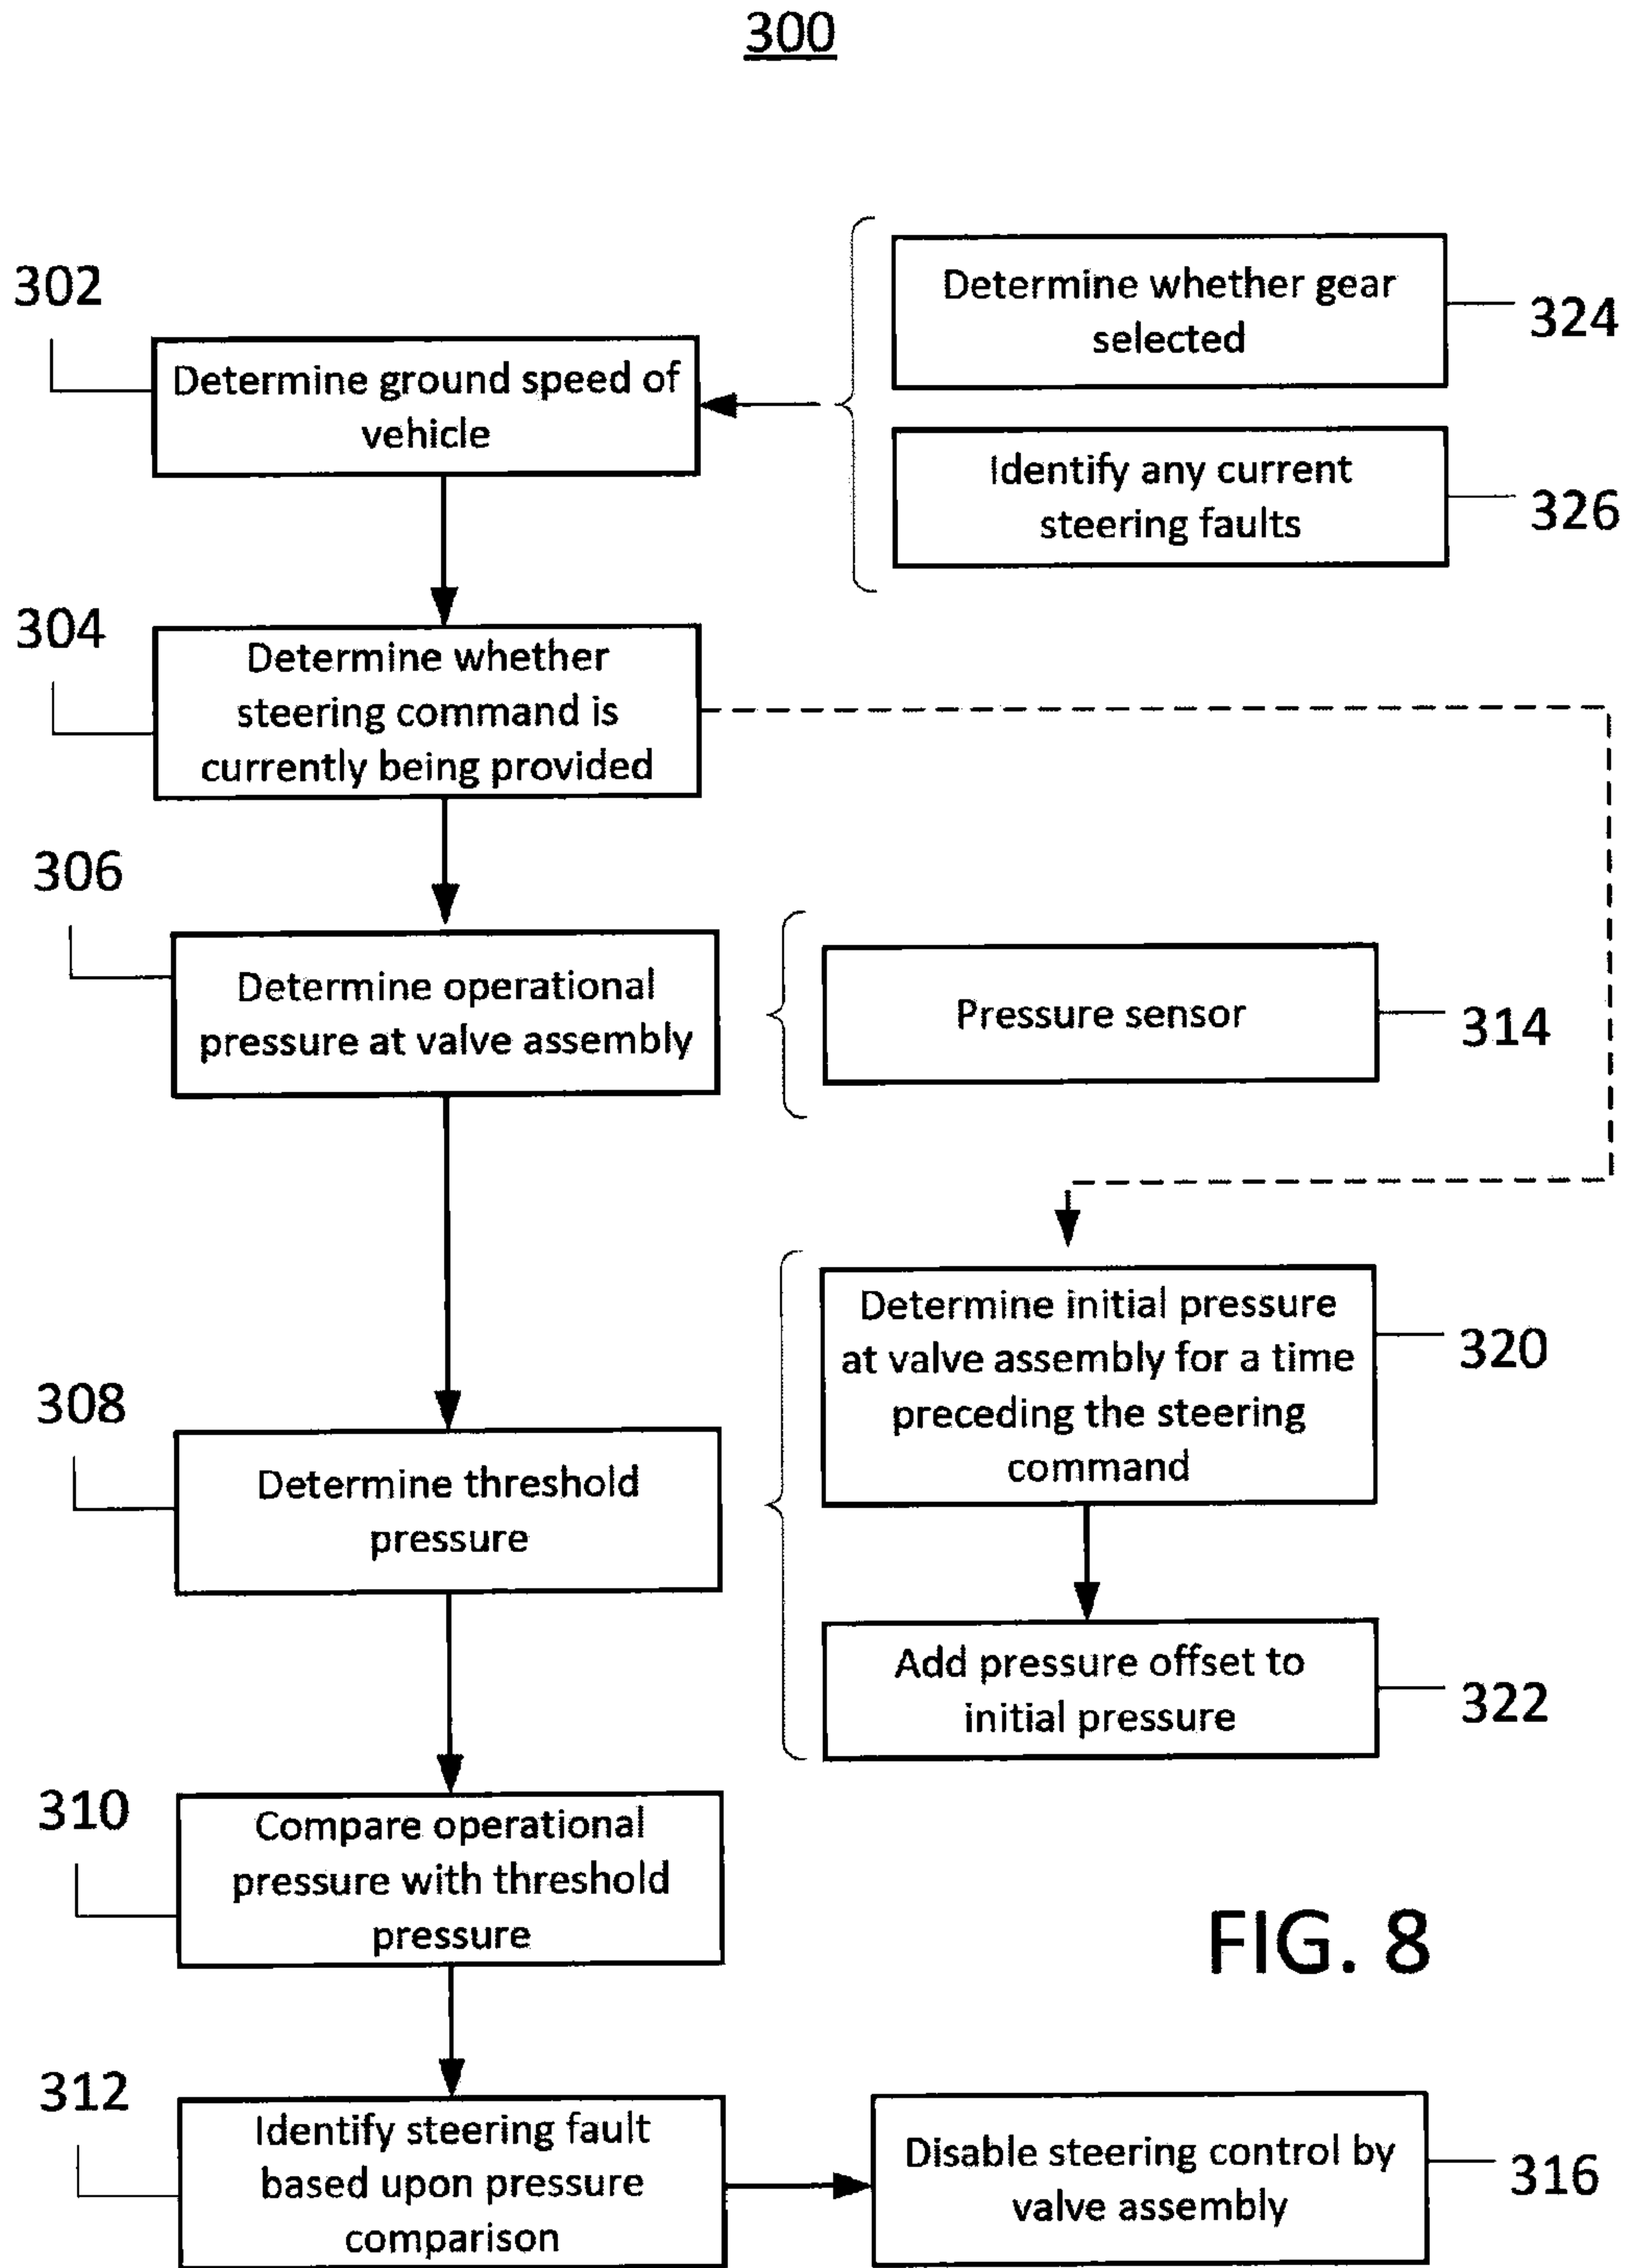 300
302
Determine ground speed of
vehicle
Determine whether gear
selected
324
Identify any current
steering faults
326
304
Determine whether
steering command is
currently being provided
306
Determine operational
pressure at valve assembly
Pressure sensor
314
Determine initial pressure
at valve assembly for a time
preceding the steering
command
320
308
Determine threshold
pressure
Add pressure offset to
initial pressure
322
310
Compare operational
pressure with threshold
pressure
FIG. 8
312
Identify steering fault
based upon pressure
comparison
Disable steering control by
valve assembly
316